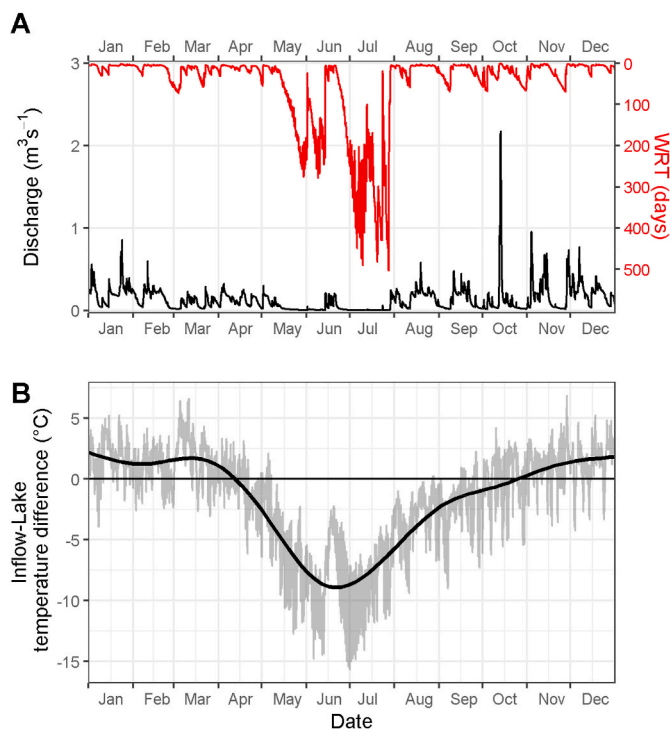 A
Jan Feb Mar Apr May Jun Jul Aug Sep Oct Nov Dec
3
2
1
0
Discharge (m³s⁻¹)
0
100
200
300
400
500
WRT (days)
Jan Feb Mar Apr May Jun Jul Aug Sep Oct Nov Dec
B
5
0
-5
-10
-15
Inflow-Lake
temperature difference (°C)
Jan Feb Mar Apr May Jun Jul Aug Sep Oct Nov Dec
Date